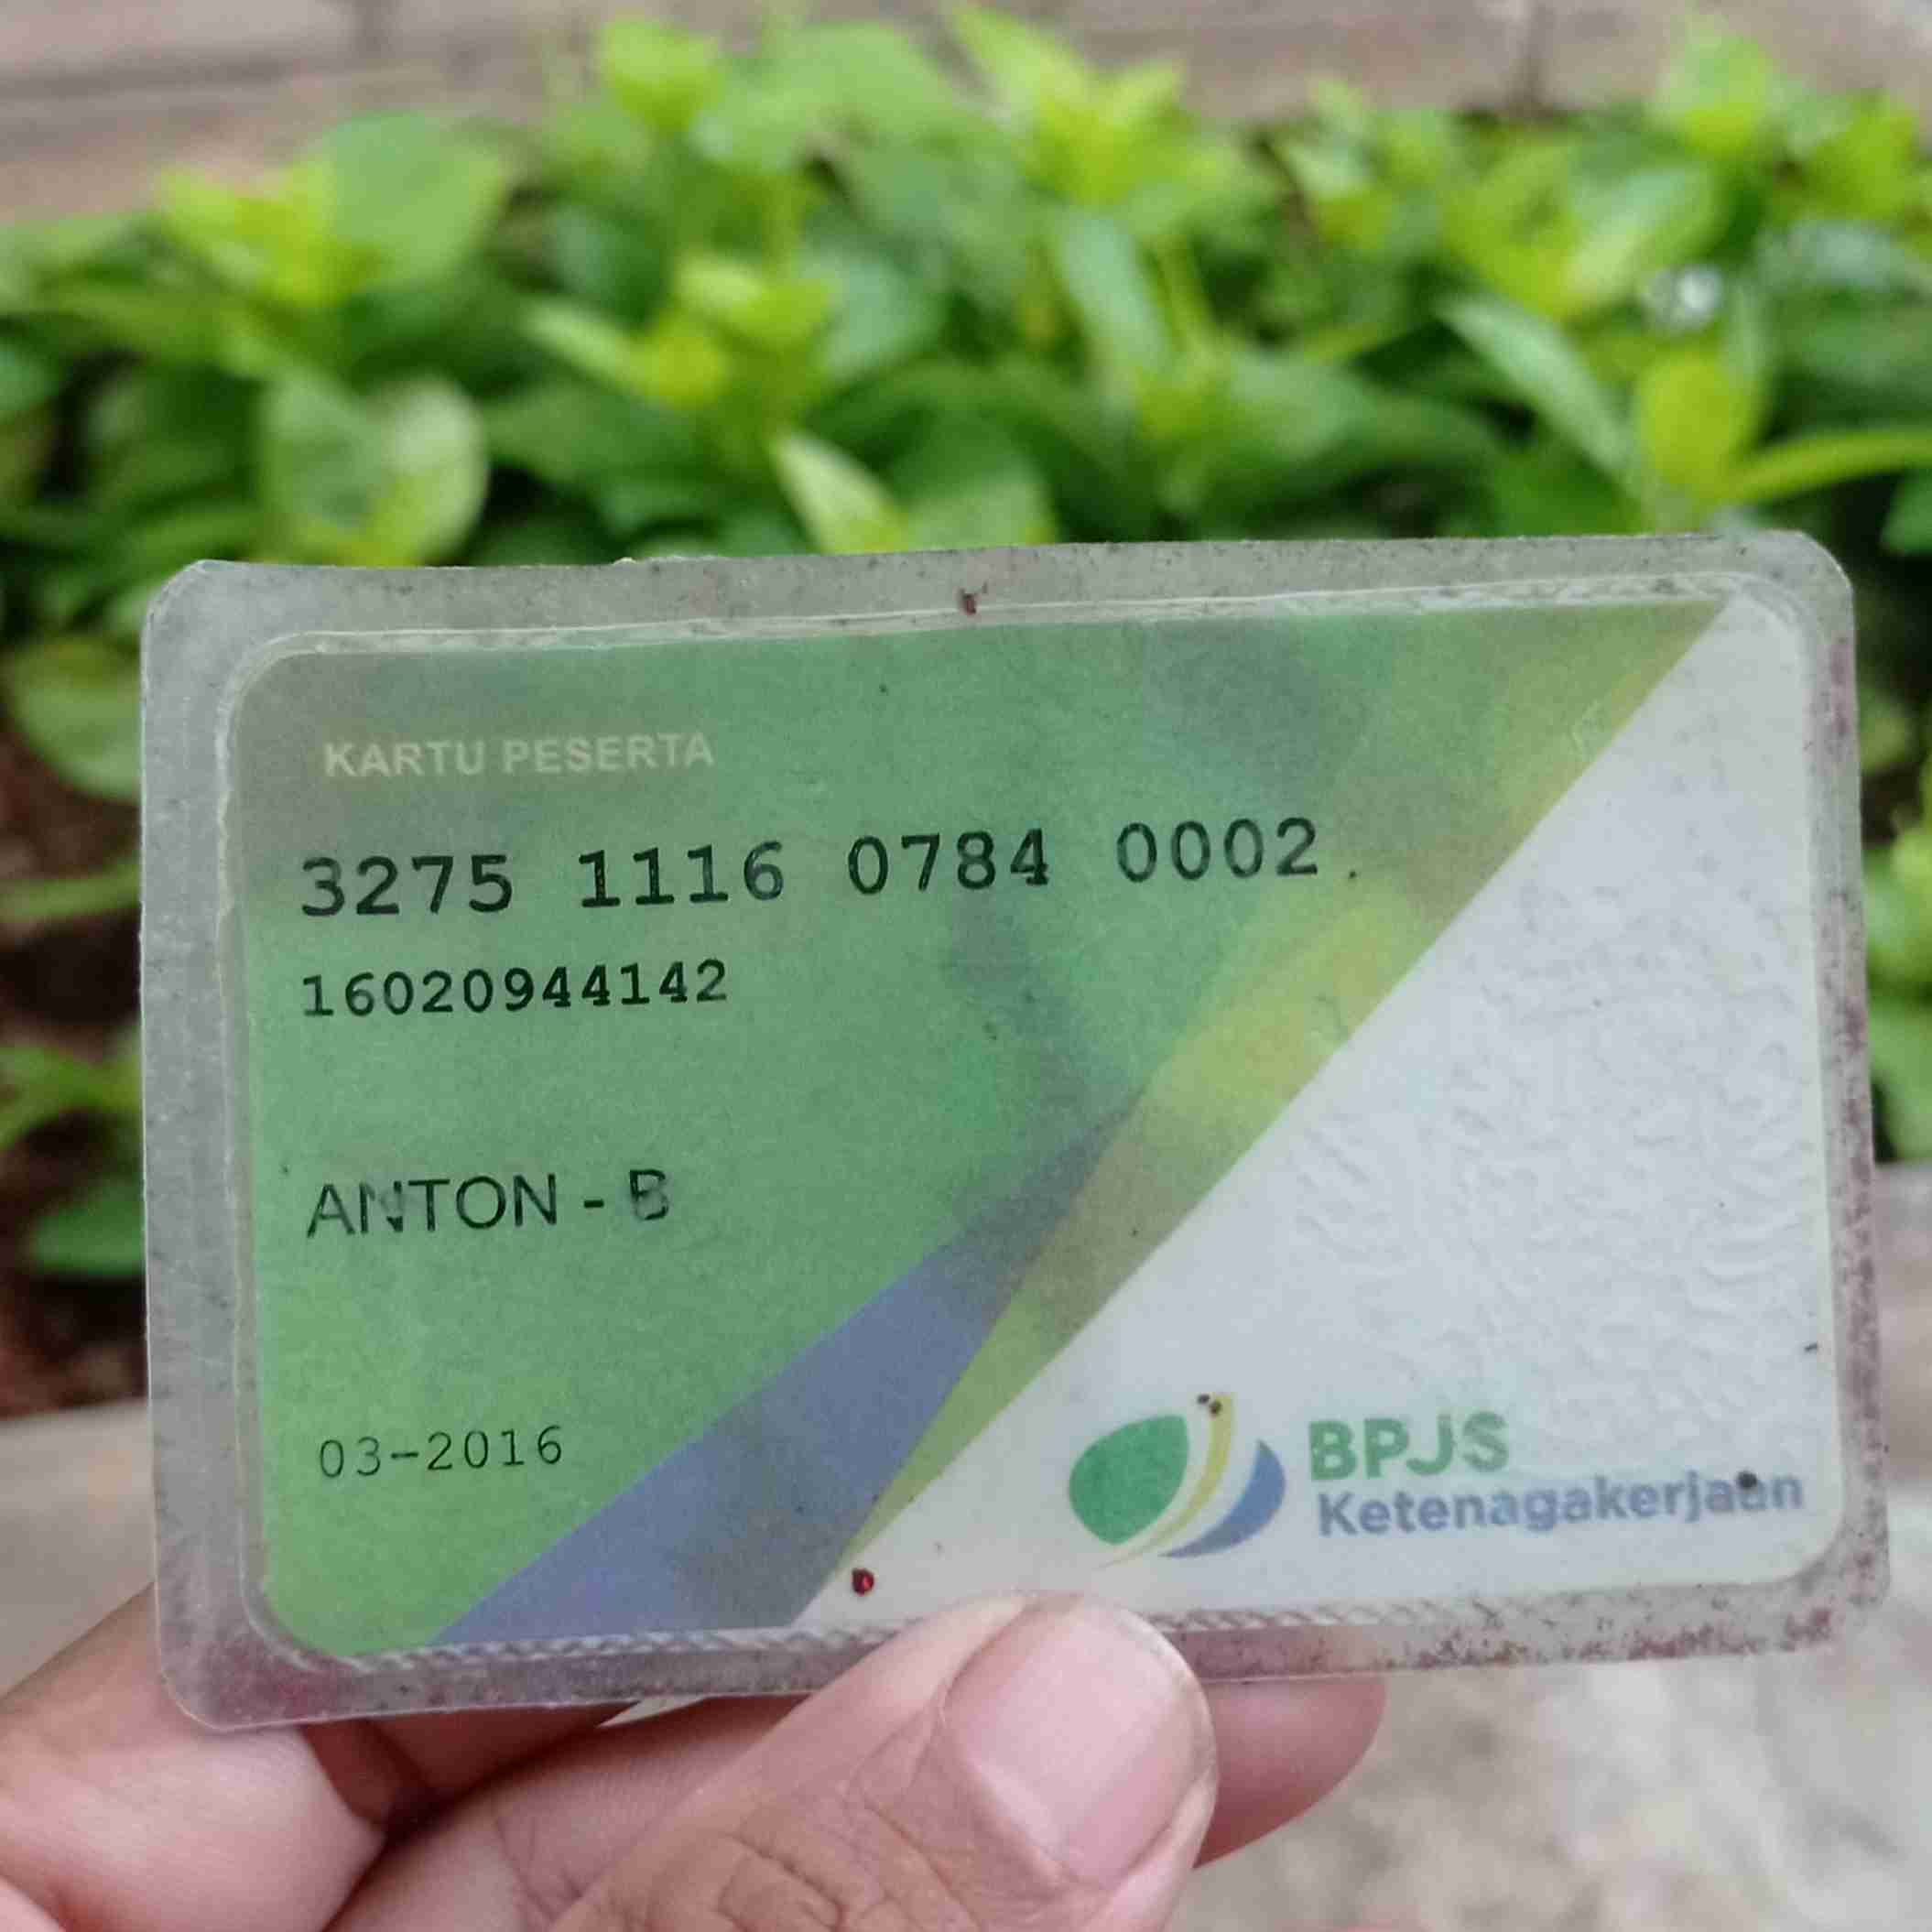 KARTU PESERTA
3275 1116 0784 0002
16020944142
ANTON - B
03-2016
BPJS
Ketenagakerjaan